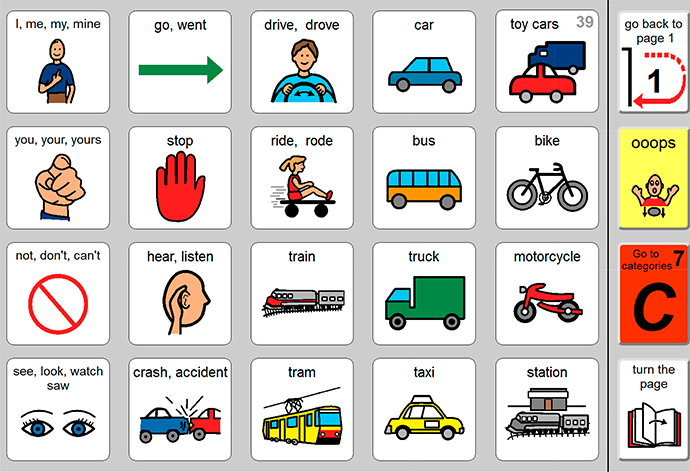 I, me, my, mine
go, went
drive, drove
car
toy cars 39
go back to
page 1
1
you, your, yours
stop
ride, rode
bus
bike
ooops
not, don't, can't
hear, listen
train
truck
motorcycle
Go to
categories 7
C
see, look, watch
saw
crash, accident
tram
taxi
station
turn the
page